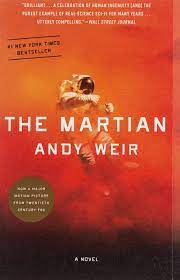 "BRILLIANT... A CELEBRATION OF HUMAN INGENUITY [AND] THE
PUREST EXAMPLE OF REAL-SCIENCE SCI-FI FOR MANY YEARS...
UTTERLY COMPELLING." —WALL STREET JOURNAL
#1 NEW YORK TIMES
BESTSELLER
THE MARTIAN
ANDY WEIR
NOW A MAJOR
MOTION PICTURE
FROM TWENTIETH
CENTURY FOX
A NOVEL